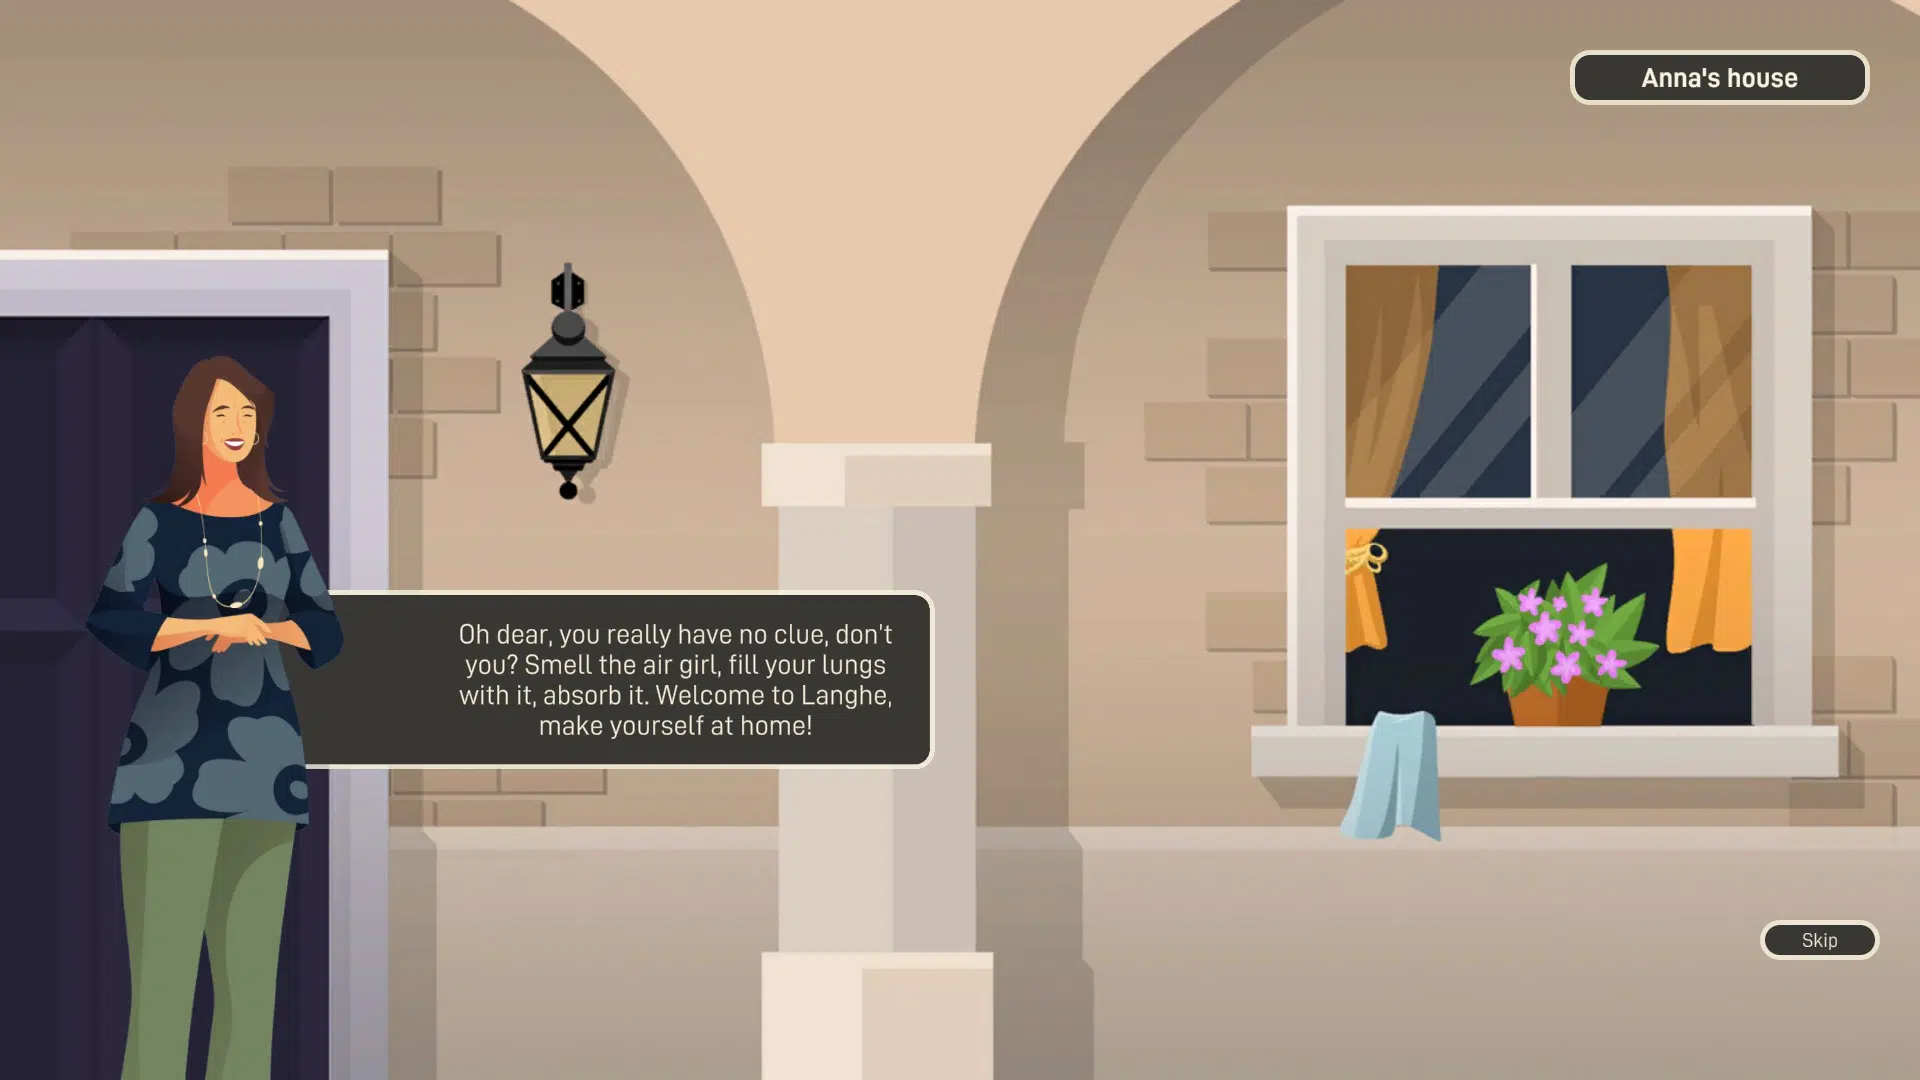 Anna's house
Oh dear, you really have no clue, don't
you? Smell the air girl, fill your lungs
with it, absorb it. Welcome to Langhe,
make yourself at home!
Skip